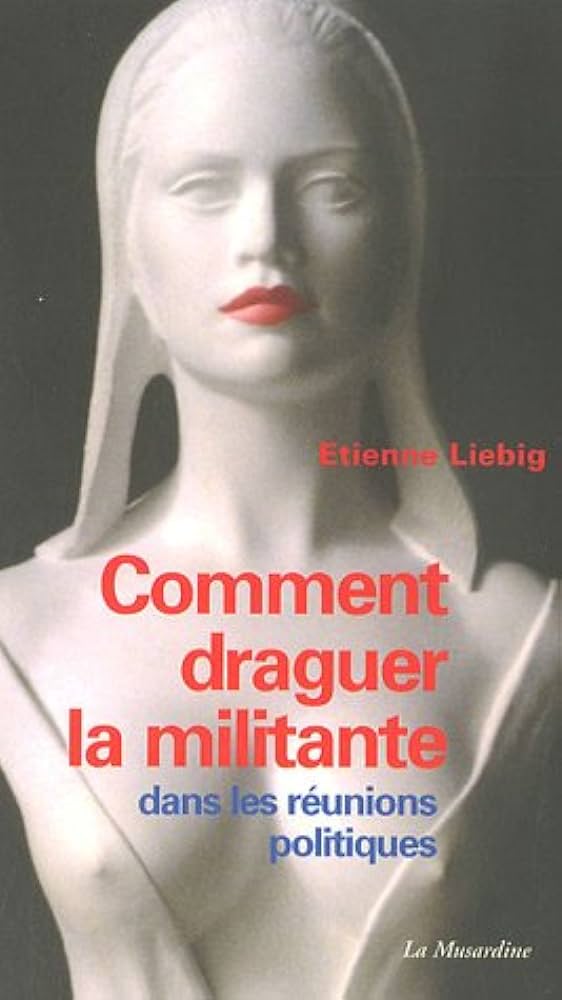 Etienne Liebig
Comment
draguer
la militante
dans les réunions
politiques
La Musardine